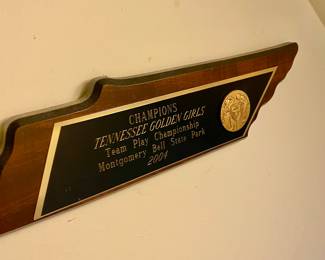 CHAMPIONS
TENNESSEE GOLDEN GIRLS
Team Play Championship
Montgomery Bell State Park
2004